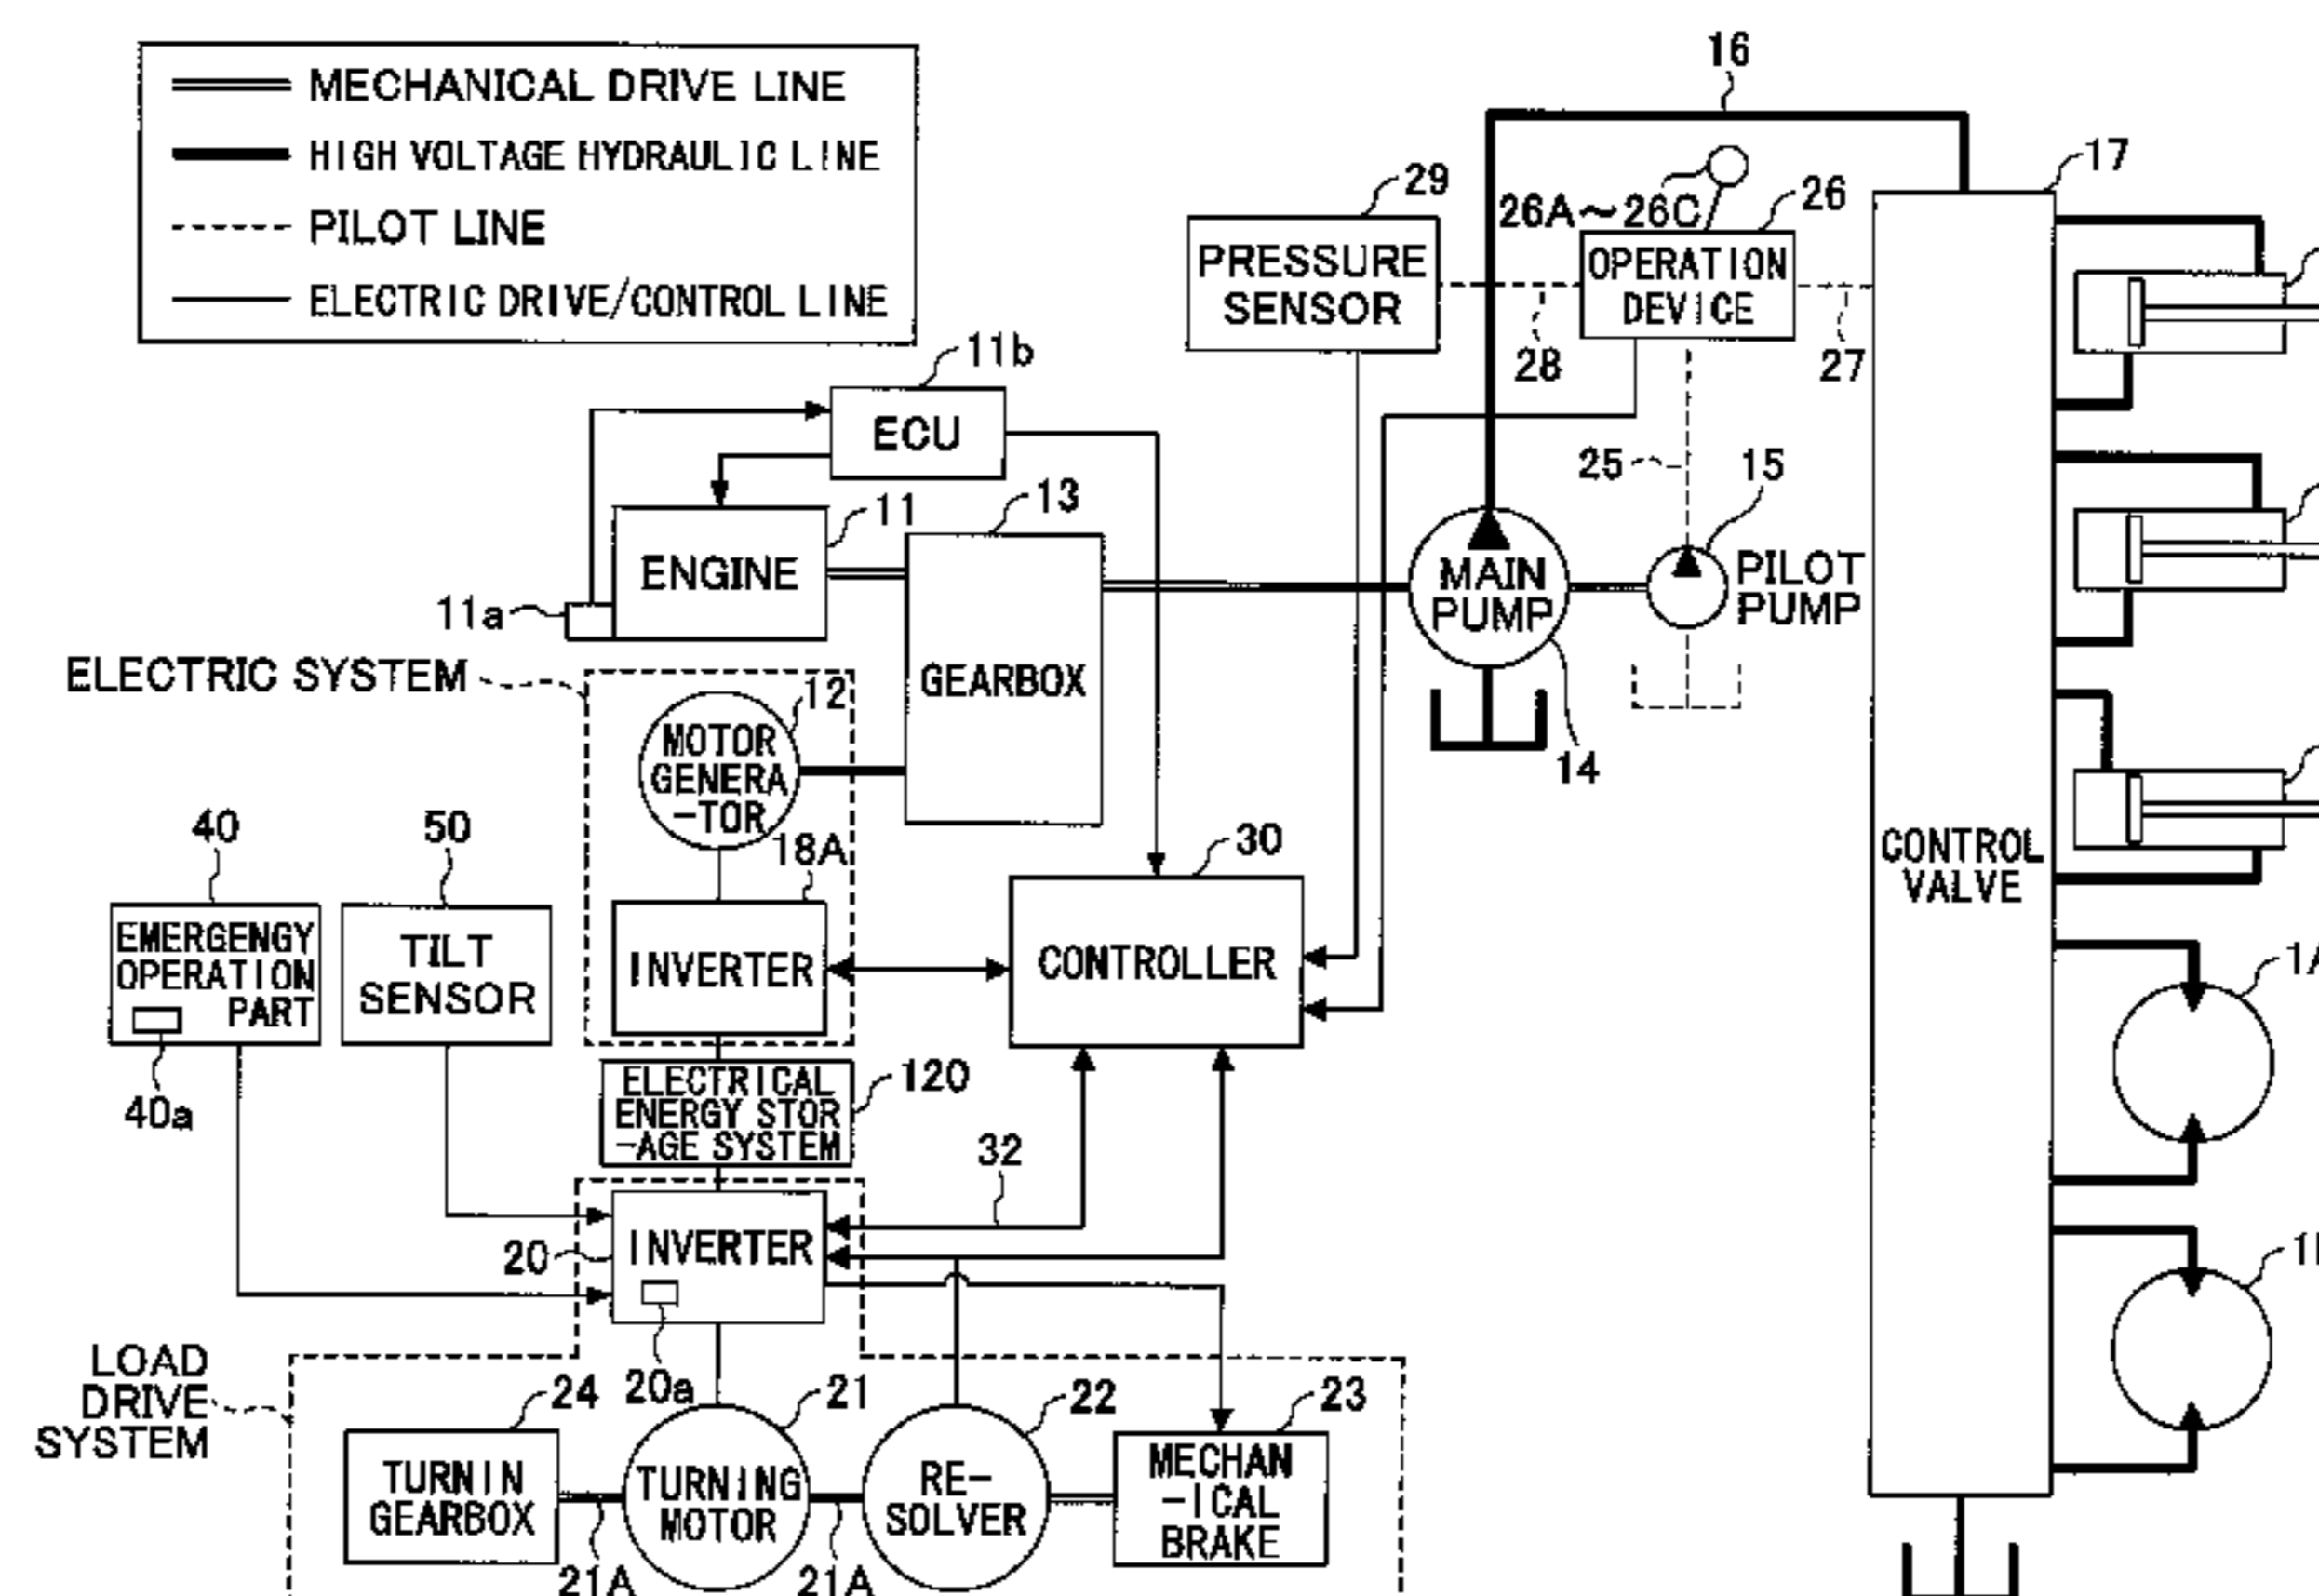 MECHANICAL DRIVE LINE
HIGH VOLTAGE HYDRAULIC LINE
PILOT LINE
ELECTRIC DRIVE/CONTROL LINE
16
17
29
26A~26C
26
PRESSURE
SENSOR
OPERATION
DEVICE
28
27
11b
ECU
25
15
11
13
ENGINE
MAIN
PUMP
PILOT
PUMP
11a
ELECTRIC SYSTEM
GEARBOX
12
MOTOR
GENERA
-TOR
14
40
50
18A
30
CONTROL
VALVE
EMERGENGY
OPERATION
PART
TILT
SENSOR
INVERTER
CONTROLLER
40a
ELECTRICAL
ENERGY STOR
-AGE SYSTEM
120
32
20
INVERTER
20a
LOAD
DRIVE
SYSTEM
24
21
22
23
TURNIN
GEARBOX
TURNING
MOTOR
RE-
SOLVER
MECHAN
-ICAL
BRAKE
21A
21A